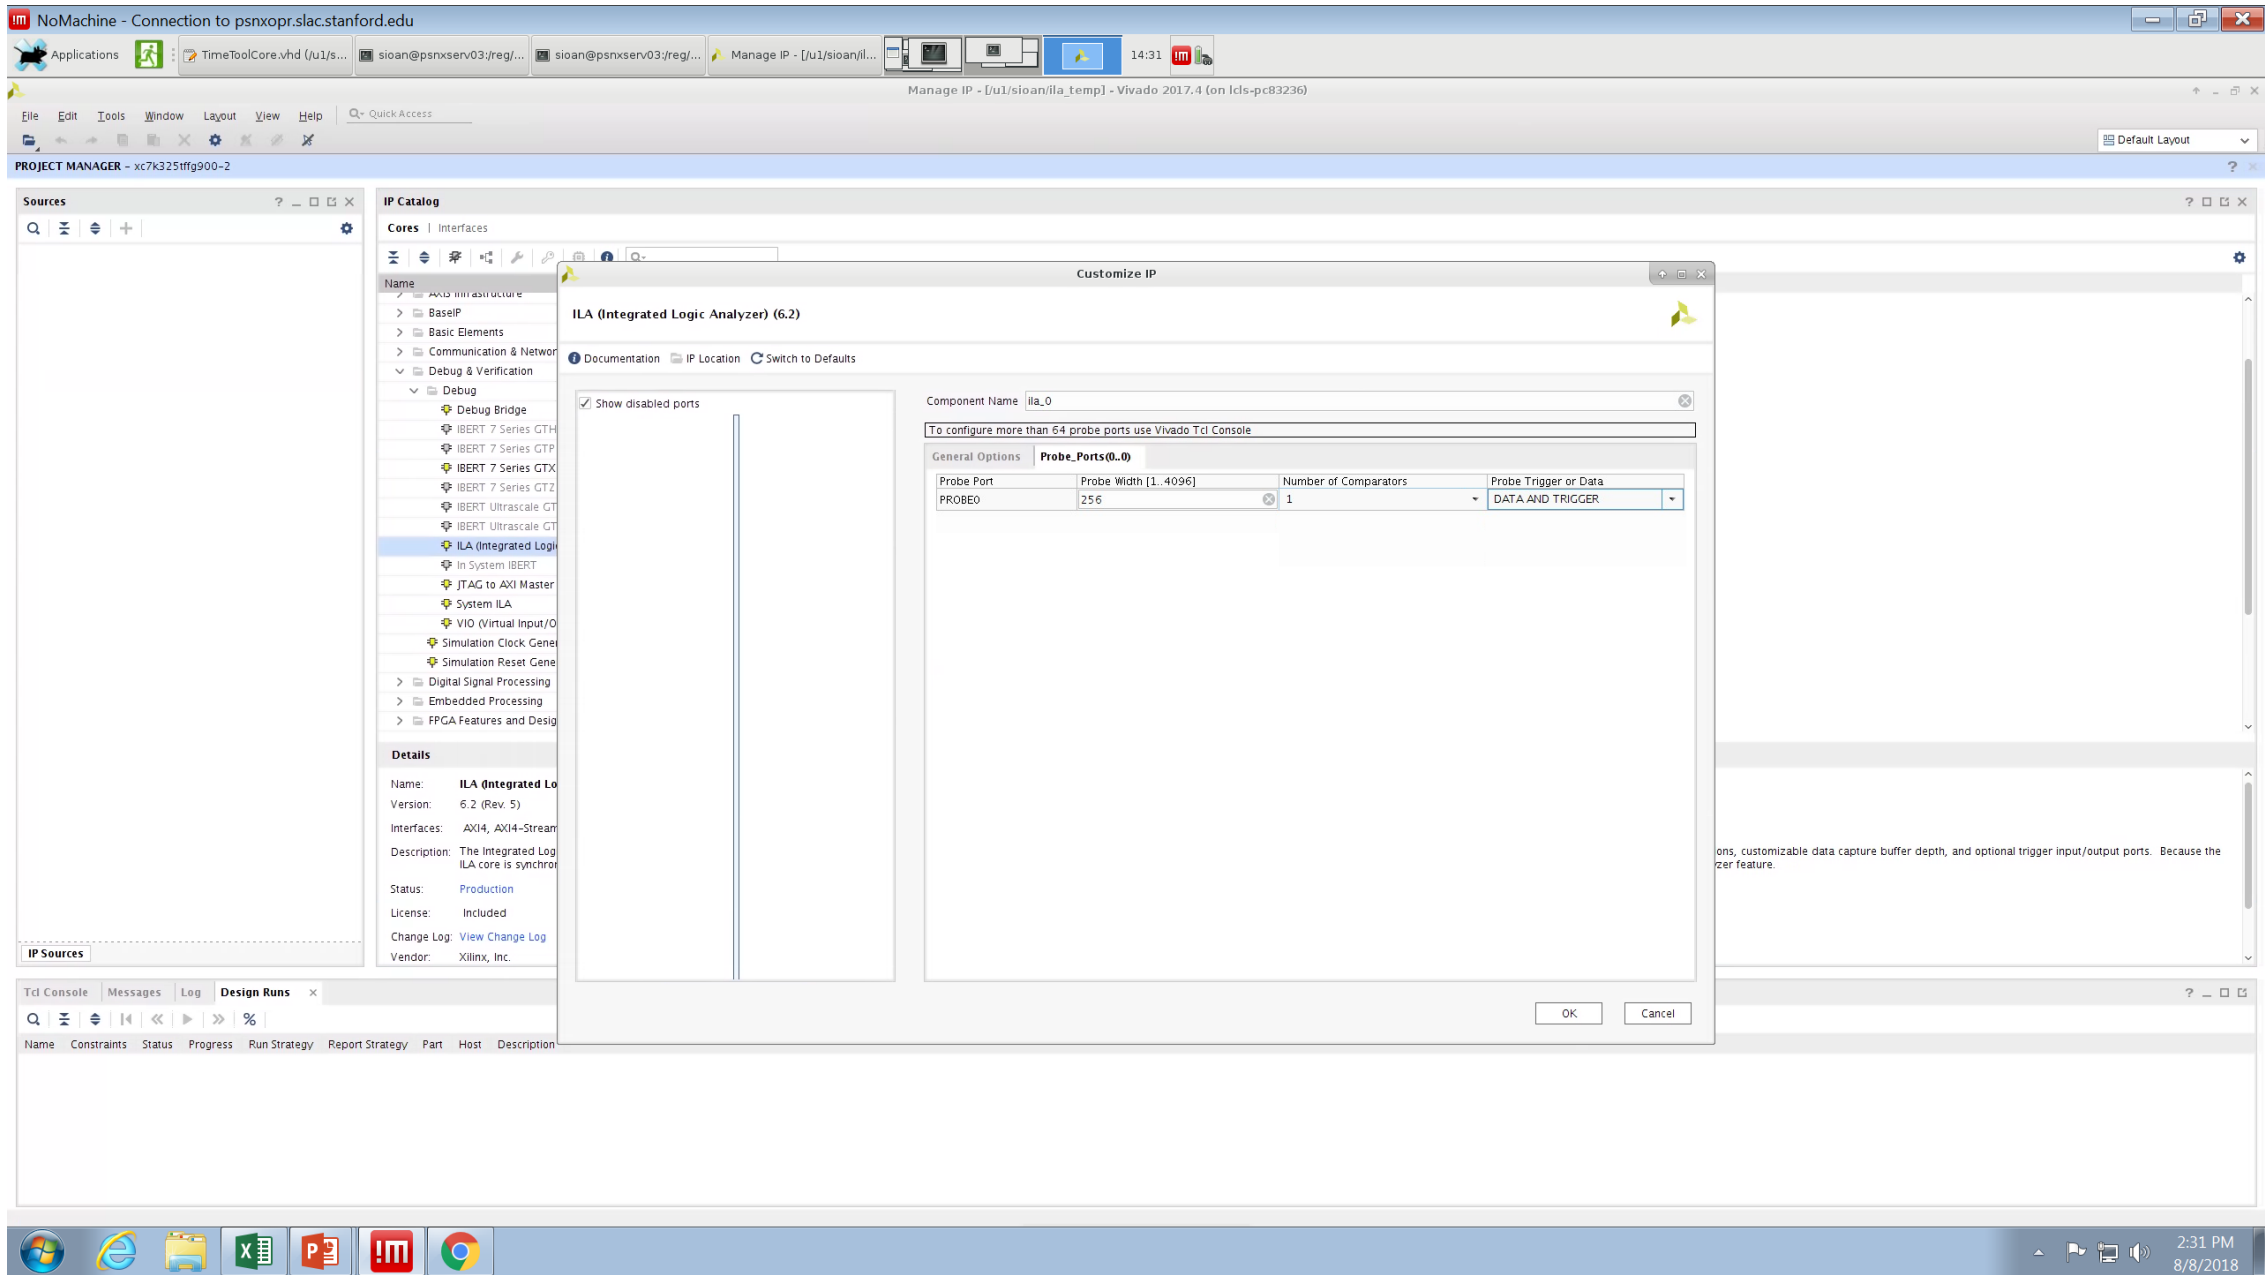 NoMachine - Connection to psnxopr.slac.stanford.edu
Applications TimeToolCore.vhd (/u1/s... sioan@psnxserv03:/reg/... sioan@psnxserv03:/reg/... Manage IP - [/u1/sioan/il... 14:31
Manage IP - [/u1/sioan/ila_temp] - Vivado 2017.4 (on lcls-pc83236)
File Edit Tools Window Layout View Help Quick Access
Default Layout
PROJECT MANAGER - xc7k325tffg900-2
Sources
IP Catalog
Cores | Interfaces
Name
AXIS Infrastructure
BaseIP
Basic Elements
Communication & Networ
Debug & Verification
Debug
Debug Bridge
IBERT 7 Series GTH
IBERT 7 Series GTP
IBERT 7 Series GTX
IBERT 7 Series GTZ
IBERT Ultrascale GT
IBERT Ultrascale GT
ILA (Integrated Logi
In System IBERT
JTAG to AXI Master
System ILA
VIO (Virtual Input/O
Simulation Clock Gene
Simulation Reset Gene
Digital Signal Processing
Embedded Processing
FPGA Features and Desig
Details
Name: ILA (Integrated Lo
Version: 6.2 (Rev. 5)
Interfaces: AXI4, AXI4-Stream
Description: The Integrated Log
ILA core is synchron
ons, customizable data capture buffer depth, and optional trigger input/output ports. Because the
zer feature.
Status: Production
License: Included
Change Log: View Change Log
Vendor: Xilinx, Inc.
IP Sources
Customize IP
ILA (Integrated Logic Analyzer) (6.2)
Documentation IP Location Switch to Defaults
Show disabled ports
Component Name ila_0
To configure more than 64 probe ports use Vivado Tcl Console
General Options Probe_Ports(0..0)
Probe Port Probe Width [1..4096] Number of Comparators Probe Trigger or Data
PROBE0 256 1 DATA AND TRIGGER
OK Cancel
Tcl Console Messages Log Design Runs
Name Constraints Status Progress Run Strategy Report Strategy Part Host Description
2:31 PM
8/8/2018